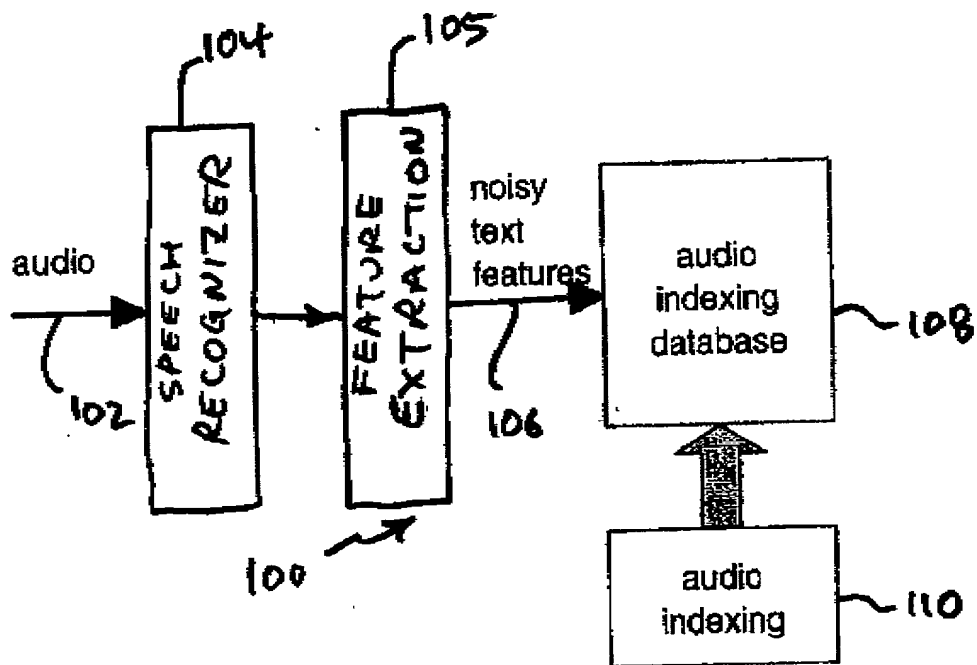 104
105
audio
102
SPEECH
RECOGNIZER
FEATURE
EXTRACTION
noisy
text
features
106
audio
indexing
database
108
100
audio
indexing
110